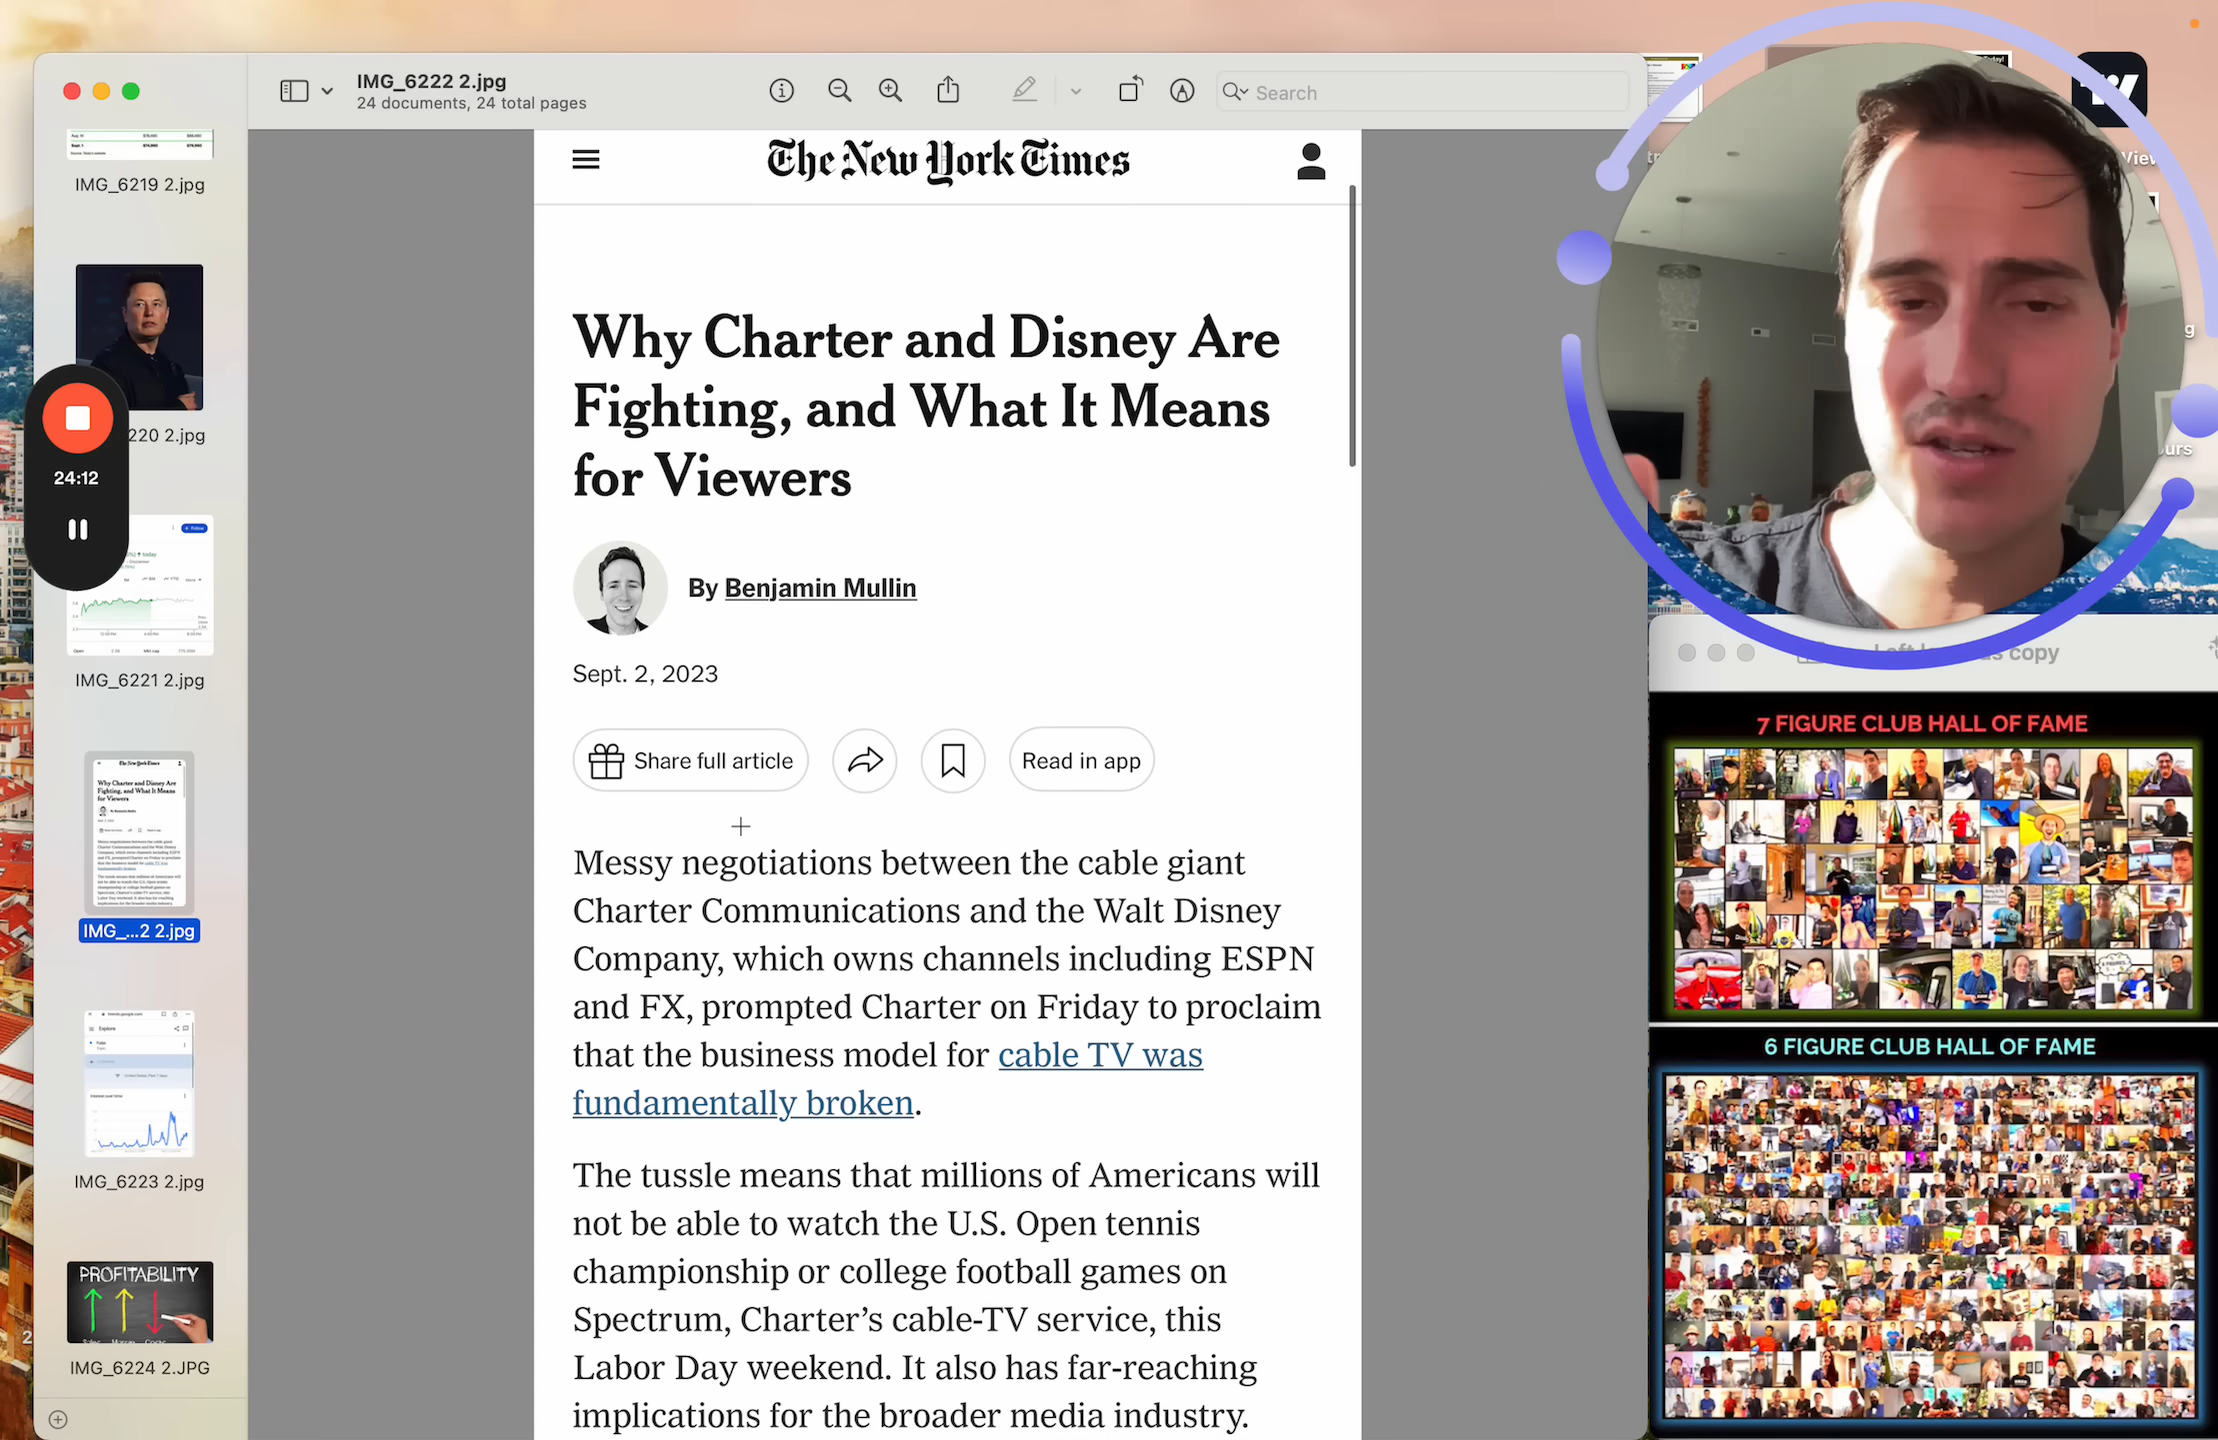 IMG_6222 2.jpg
24 documents, 24 total pages
Search
IMG_6219 2.jpg
220 2.jpg
24:12
+ Follow
IMG_6221 2.jpg
IMG_...2 2.jpg
Explore
IMG_6223 2.jpg
PROFITABILITY
IMG_6224 2.JPG
The New York Times
Why Charter and Disney Are
Fighting, and What It Means
for Viewers
By Benjamin Mullin
Sept. 2, 2023
Share full article
Read in app
Messy negotiations between the cable giant
Charter Communications and the Walt Disney
Company, which owns channels including ESPN
and FX, prompted Charter on Friday to proclaim
that the business model for cable TV was
fundamentally broken.
The tussle means that millions of Americans will
not be able to watch the U.S. Open tennis
championship or college football games on
Spectrum, Charter’s cable-TV service, this
Labor Day weekend. It also has far-reaching
implications for the broader media industry.
copy
7 FIGURE CLUB HALL OF FAME
6 FIGURE CLUB HALL OF FAME